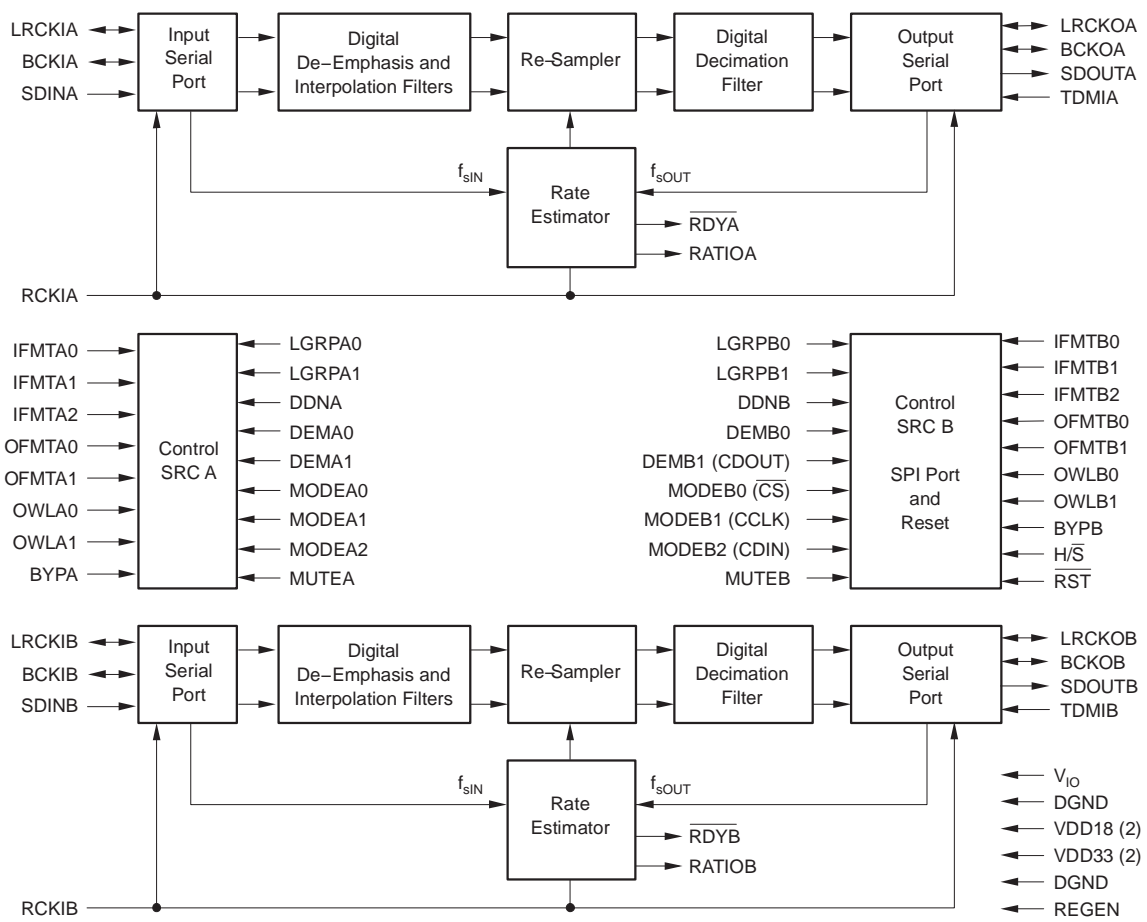 LRCKIA
BCKIA
SDINA
Input
Serial
Port
Digital
De−Emphasis and
Interpolation Filters
Re−Sampler
Digital
Decimation
Filter
Output
Serial
Port
LRCKOA
BCKOA
SDOUTA
TDMIA
fsIN
fsOUT
Rate
Estimator
R̅D̅Y̅A̅
RATIOA
RCKIA
IFMTA0
IFMTA1
IFMTA2
OFMTA0
OFMTA1
OWLA0
OWLA1
BYPA
Control
SRC A
LGRPA0
LGRPA1
DDNA
DEMA0
DEMA1
MODEA0
MODEA1
MODEA2
MUTEA
LGRPB0
LGRPB1
DDNB
DEMB0
DEMB1 (CDOUT)
MODEB0 (C̅S̅)
MODEB1 (CCLK)
MODEB2 (CDIN)
MUTEB
Control
SRC B
SPI Port
and
Reset
IFMTB0
IFMTB1
IFMTB2
OFMTB0
OFMTB1
OWLB0
OWLB1
BYPB
H/S̅
R̅S̅T̅
LRCKIB
BCKIB
SDINB
Input
Serial
Port
Digital
De−Emphasis and
Interpolation Filters
Re−Sampler
Digital
Decimation
Filter
Output
Serial
Port
LRCKOB
BCKOB
SDOUTB
TDMIB
fsIN
fsOUT
Rate
Estimator
R̅D̅Y̅B̅
RATIOB
RCKIB
VIO
DGND
VDD18 (2)
VDD33 (2)
DGND
REGEN